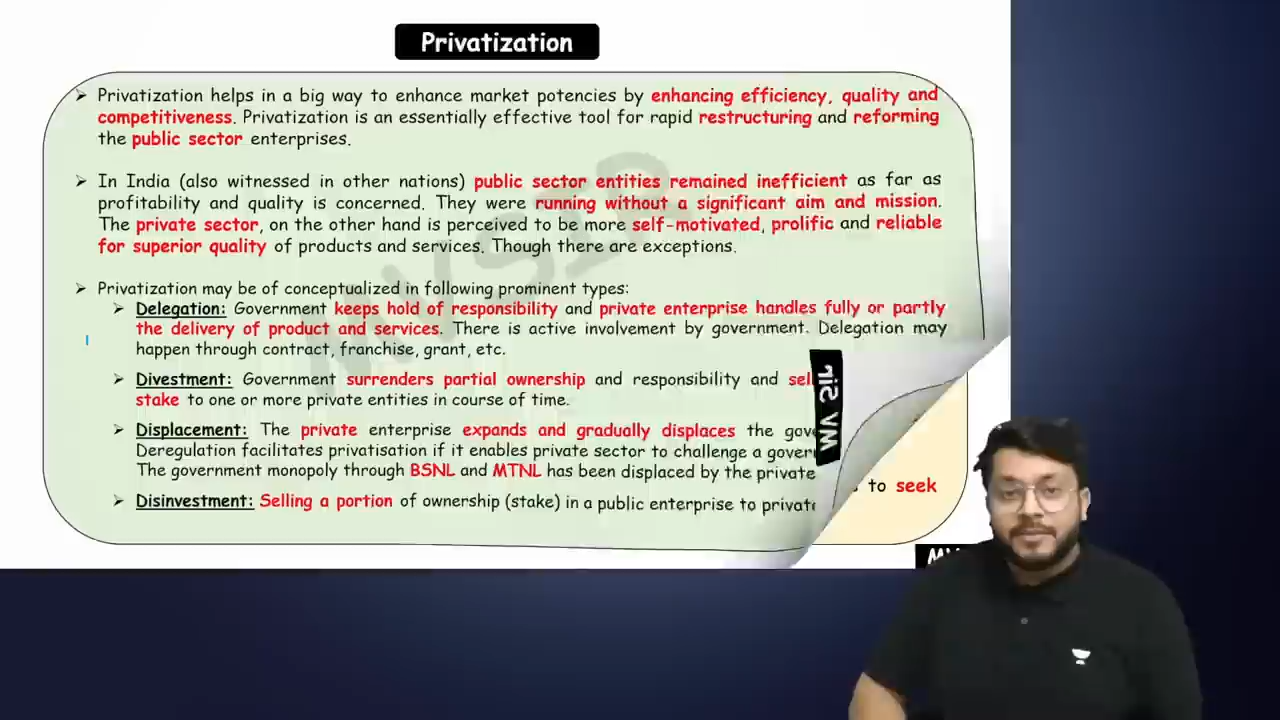 Privatization
➢ Privatization helps in a big way to enhance market potencies by enhancing efficiency, quality and
competitiveness. Privatization is an essentially effective tool for rapid restructuring and reforming
the public sector enterprises.
➢ In India (also witnessed in other nations) public sector entities remained inefficient as far as
profitability and quality is concerned. They were running without a significant aim and mission.
The private sector, on the other hand is perceived to be more self-motivated, prolific and reliable
for superior quality of products and services. Though there are exceptions.
➢ Privatization may be of conceptualized in following prominent types:
➢ Delegation: Government keeps hold of responsibility and private enterprise handles fully or partly
the delivery of product and services. There is active involvement by government. Delegation may
happen through contract, franchise, grant, etc.
➢ Divestment: Government surrenders partial ownership and responsibility and sel
stake to one or more private entities in course of time.
➢ Displacement: The private enterprise expands and gradually displaces the gove
Deregulation facilitates privatisation if it enables private sector to challenge a govern
The government monopoly through BSNL and MTNL has been displaced by the private
to seek
➢ Disinvestment: Selling a portion of ownership (stake) in a public enterprise to private
MV SIR
MV Sir